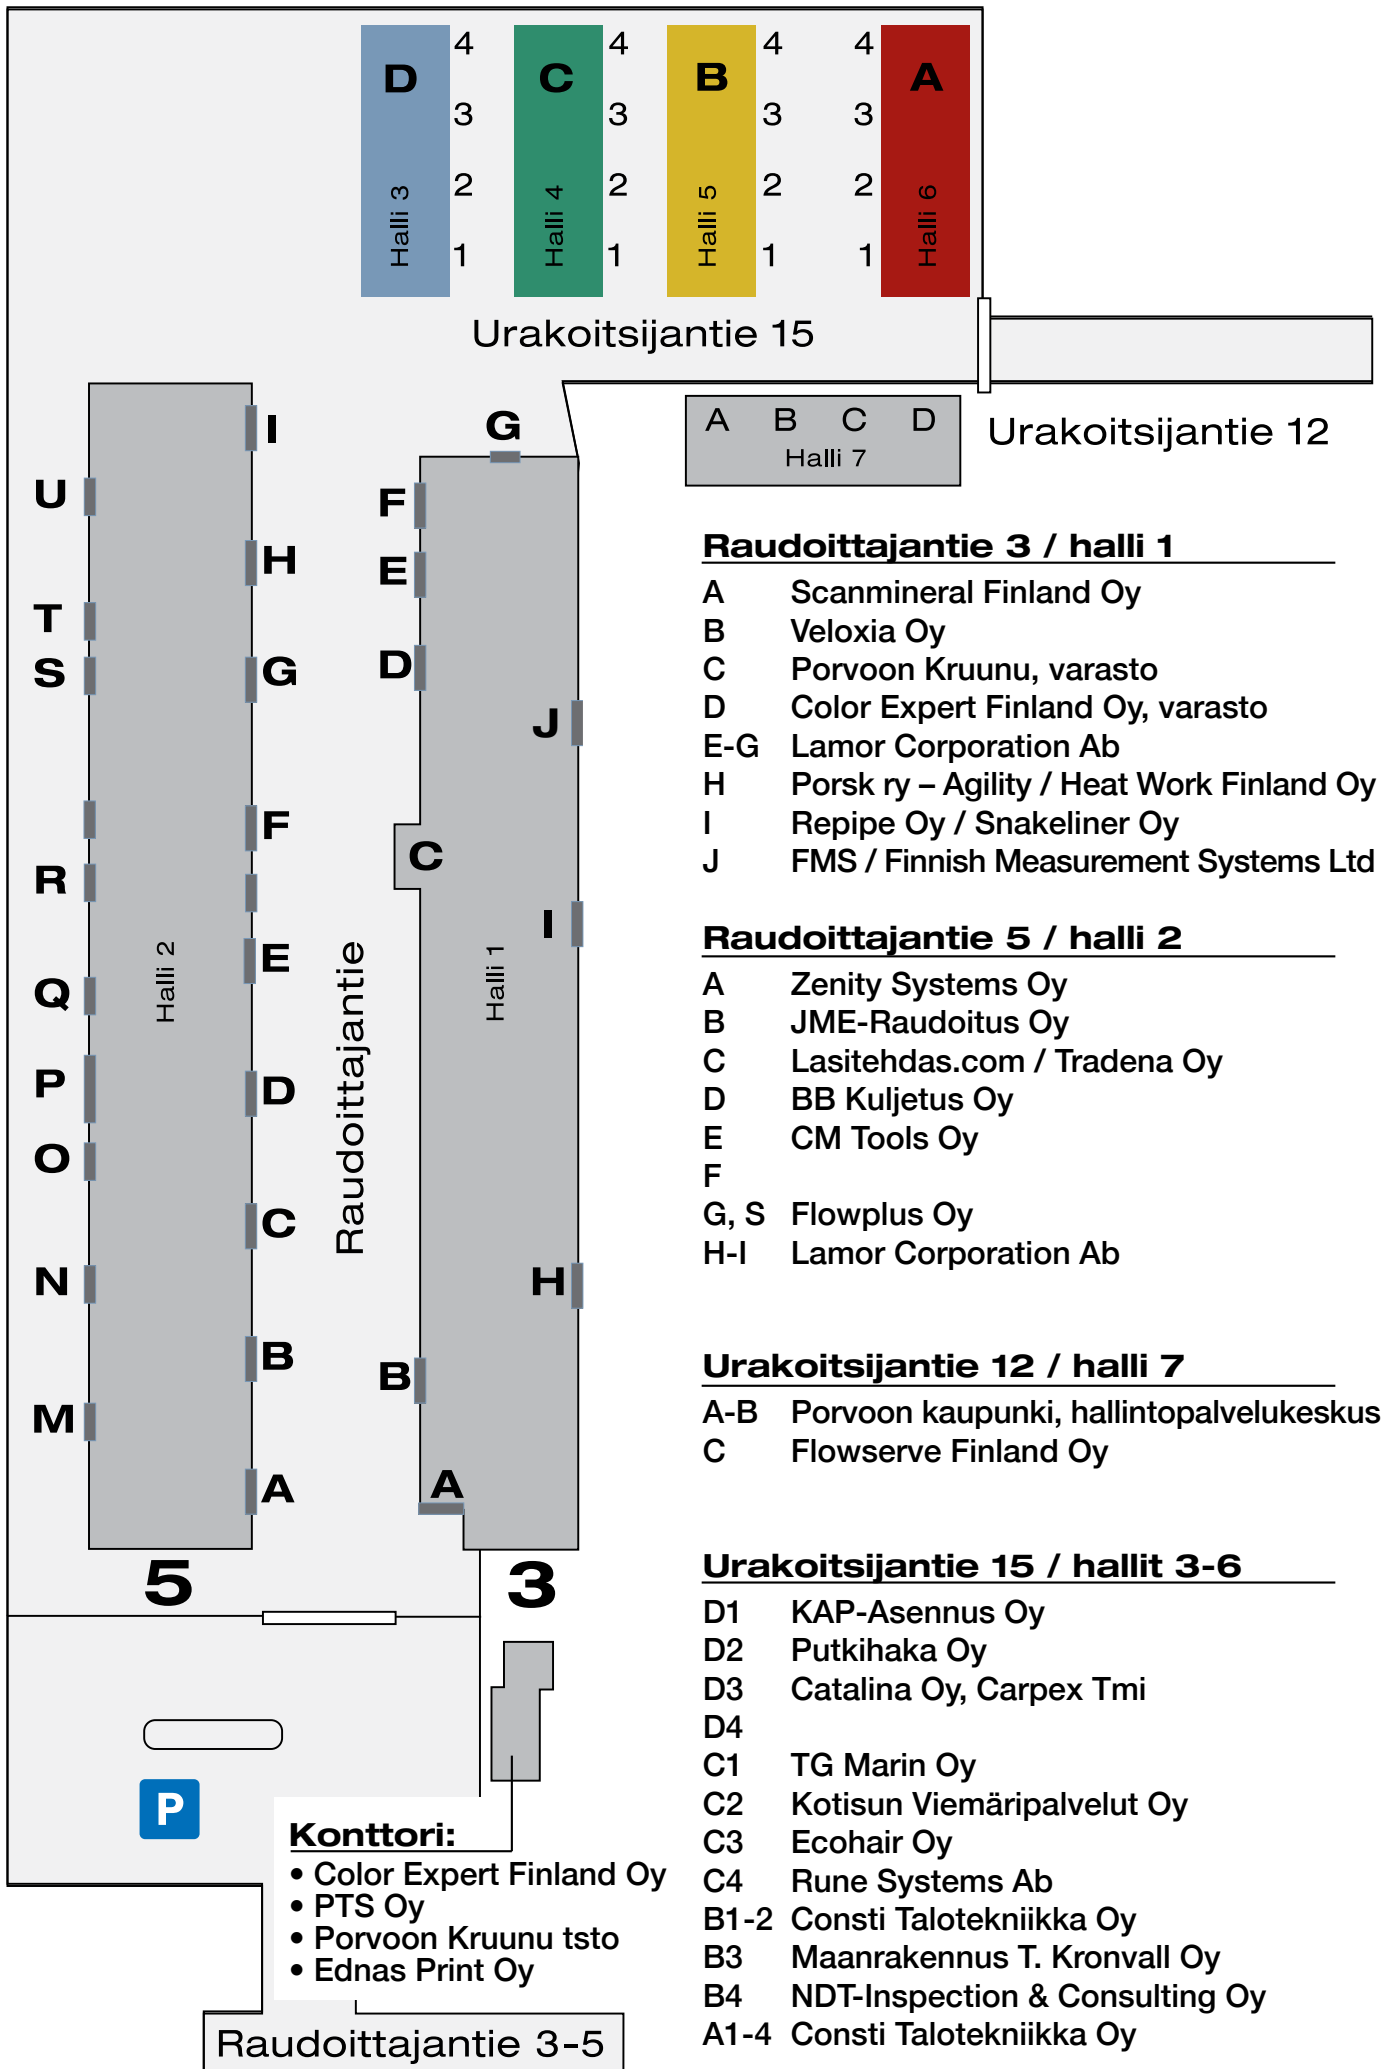 D
C
B
A
4
3
2
1
4
3
2
1
4
3
2
1
4
3
2
1
Halli 3
Halli 4
Halli 5
Halli 6
Urakoitsijantie 15
A B C D
Halli 7
Urakoitsijantie 12
U
T
S
R
Q
P
O
N
M
Halli 2
I
H
G
F
E
D
C
B
A
5
Raudoittajantie
G
F
E
D
C
B
A
Halli 1
J
I
H
3
Raudoittajantie 3 / halli 1
A Scanmineral Finland Oy
B Veloxia Oy
C Porvoon Kruunu, varasto
D Color Expert Finland Oy, varasto
E-G Lamor Corporation Ab
H Porsk ry – Agility / Heat Work Finland Oy
I Repipe Oy / Snakeliner Oy
J FMS / Finnish Measurement Systems Ltd
Raudoittajantie 5 / halli 2
A Zenity Systems Oy
B JME-Raudoitus Oy
C Lasitehdas.com / Tradena Oy
D BB Kuljetus Oy
E CM Tools Oy
F
G, S Flowplus Oy
H-I Lamor Corporation Ab
Urakoitsijantie 12 / halli 7
A-B Porvoon kaupunki, hallintopalvelukeskus
C Flowserve Finland Oy
Urakoitsijantie 15 / hallit 3-6
D1 KAP-Asennus Oy
D2 Putkihaka Oy
D3 Catalina Oy, Carpex Tmi
D4
C1 TG Marin Oy
C2 Kotisun Viemäripalvelut Oy
C3 Ecohair Oy
C4 Rune Systems Ab
B1-2 Consti Talotekniikka Oy
B3 Maanrakennus T. Kronvall Oy
B4 NDT-Inspection & Consulting Oy
A1-4 Consti Talotekniikka Oy
P
Konttori:
• Color Expert Finland Oy
• PTS Oy
• Porvoon Kruunu tsto
• Ednas Print Oy
Raudoittajantie 3-5